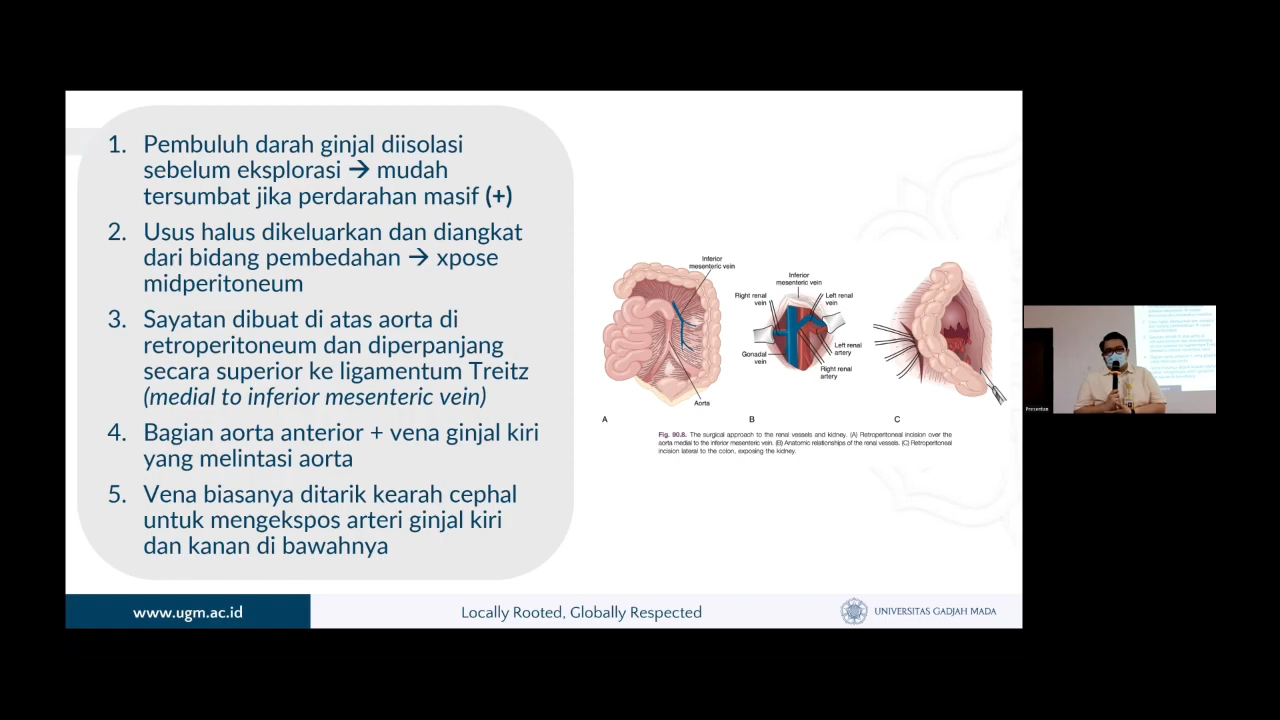 1. Pembuluh darah ginjal diisolasi
sebelum eksplorasi → mudah
tersumbat jika perdarahan masif (+)
2. Usus halus dikeluarkan dan diangkat
dari bidang pembedahan → xpose
midperitoneum
3. Sayatan dibuat di atas aorta di
retroperitoneum dan diperpanjang
secara superior ke ligamentum Treitz
(medial to inferior mesenteric vein)
4. Bagian aorta anterior + vena ginjal kiri
yang melintasi aorta
5. Vena biasanya ditarik kearah cephal
untuk mengekspos arteri ginjal kiri
dan kanan di bawahnya
Inferior
mesenteric vein
Aorta
A
Inferior
mesenteric vein
Right renal
vein
Left renal
vein
Gonadal
vein
Left renal
artery
Right renal
artery
B
C
Fig. 90.8. The surgical approach to the renal vessels and kidney. (A) Retroperitoneal incision over the
aorta medial to the inferior mesenteric vein. (B) Anatomic relationships of the renal vessels. (C) Retroperitoneal
incision lateral to the colon, exposing the kidney.
Presentan
www.ugm.ac.id
Locally Rooted, Globally Respected
UNIVERSITAS GADJAH MADA